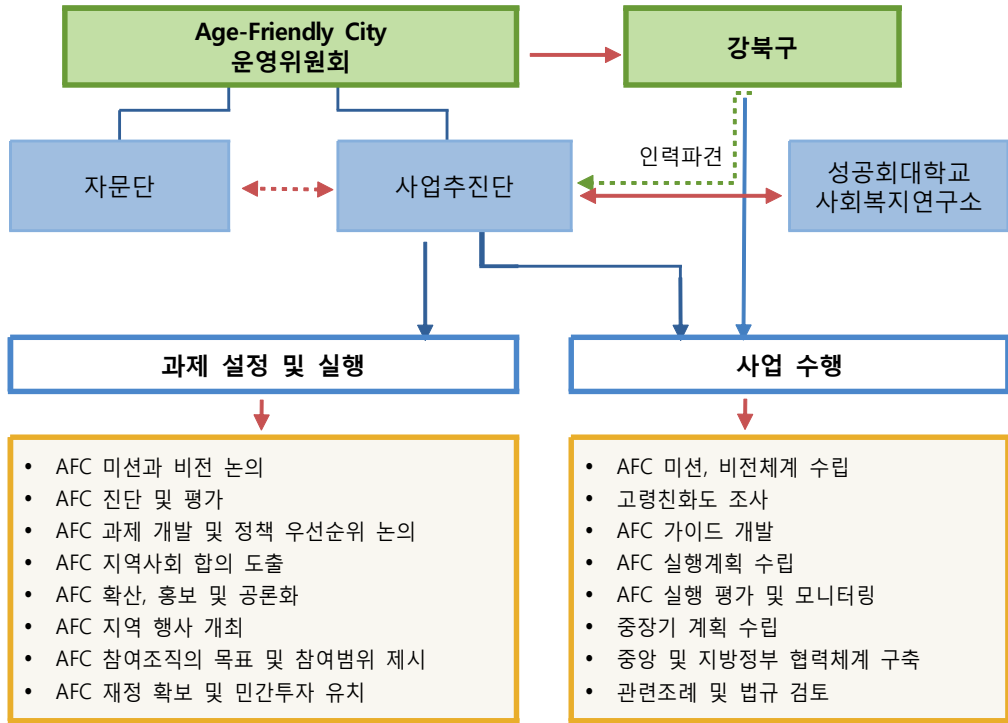 Age-Friendly City
운영위원회
강북구
인력파견
자문단
사업추진단
성공회대학교
사회복지연구소
과제 설정 및 실행
사업 수행
• AFC 미션과 비전 논의
• AFC 진단 및 평가
• AFC 과제 개발 및 정책 우선순위 논의
• AFC 지역사회 합의 도출
• AFC 확산, 홍보 및 공론화
• AFC 지역 행사 개최
• AFC 참여조직의 목표 및 참여범위 제시
• AFC 재정 확보 및 민간투자 유치
• AFC 미션, 비전체계 수립
• 고령친화도 조사
• AFC 가이드 개발
• AFC 실행계획 수립
• AFC 실행 평가 및 모니터링
• 중장기 계획 수립
• 중앙 및 지방정부 협력체계 구축
• 관련조례 및 법규 검토